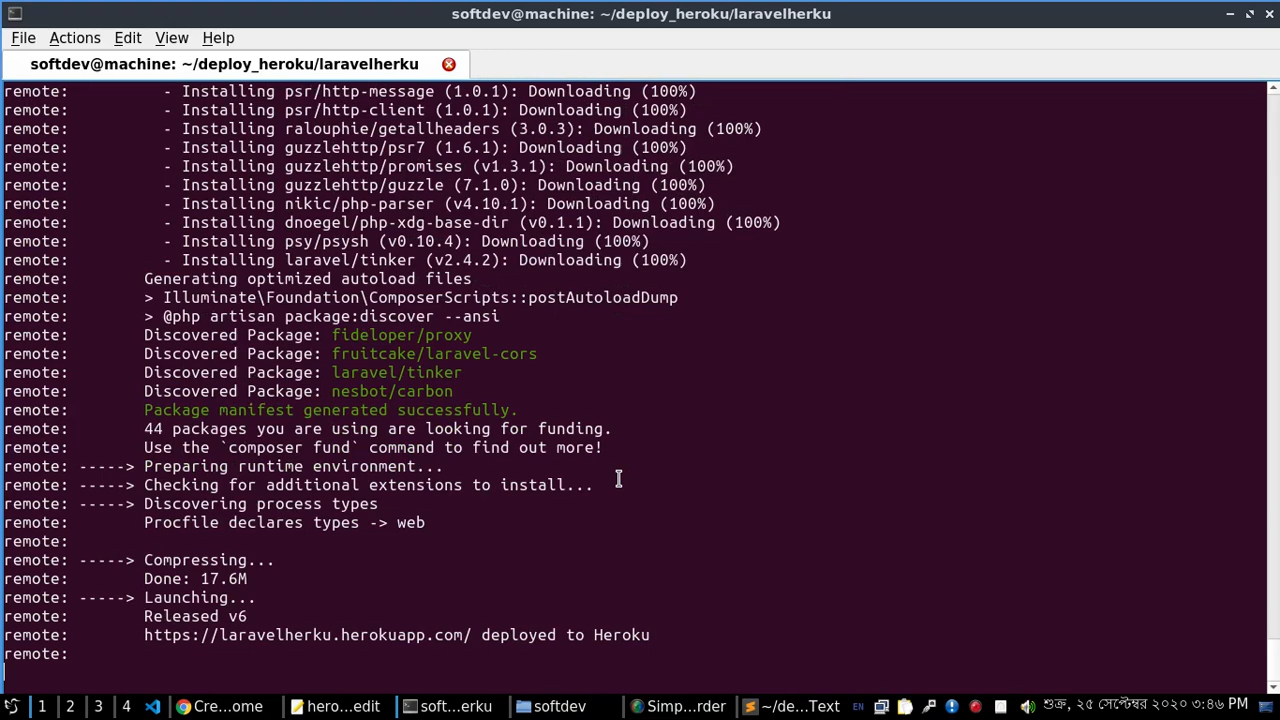 softdev@machine: ~/deploy_heroku/laravelherku
File Actions Edit View Help
softdev@machine: ~/deploy_heroku/laravelherku
remote:          - Installing psr/http-message (1.0.1): Downloading (100%)
remote:          - Installing psr/http-client (1.0.1): Downloading (100%)
remote:          - Installing ralouphie/getallheaders (3.0.3): Downloading (100%)
remote:          - Installing guzzlehttp/psr7 (1.6.1): Downloading (100%)
remote:          - Installing guzzlehttp/promises (v1.3.1): Downloading (100%)
remote:          - Installing guzzlehttp/guzzle (7.1.0): Downloading (100%)
remote:          - Installing nikic/php-parser (v4.10.1): Downloading (100%)
remote:          - Installing dnoegel/php-xdg-base-dir (v0.1.1): Downloading (100%)
remote:          - Installing psy/psysh (v0.10.4): Downloading (100%)
remote:          - Installing laravel/tinker (v2.4.2): Downloading (100%)
remote:        Generating optimized autoload files
remote:        > Illuminate\Foundation\ComposerScripts::postAutoloadDump
remote:        > @php artisan package:discover --ansi
remote:        Discovered Package: fideloper/proxy
remote:        Discovered Package: fruitcake/laravel-cors
remote:        Discovered Package: laravel/tinker
remote:        Discovered Package: nesbot/carbon
remote:        Package manifest generated successfully.
remote:        44 packages you are using are looking for funding.
remote:        Use the `composer fund` command to find out more!
remote: -----> Preparing runtime environment...
remote: -----> Checking for additional extensions to install...
remote: -----> Discovering process types
remote:        Procfile declares types -> web
remote:
remote: -----> Compressing...
remote:        Done: 17.6M
remote: -----> Launching...
remote:        Released v6
remote:        https://laravelherku.herokuapp.com/ deployed to Heroku
remote:
1 2 3 4 Cre...ome hero...edit soft...erku softdev Simp...rder ~/de...Text EN শুক্র, ২৫ সেপ্টেম্বর ২০২০ ৩:৪৬ PM